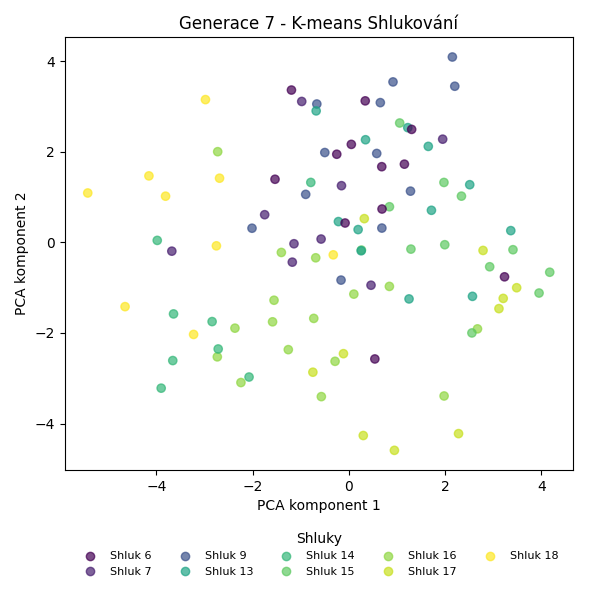 Generace 7 - K-means Shlukování
PCA komponent 2
4
2
0
−2
−4
−4
−2
0
2
4
PCA komponent 1
Shluky
Shluk 6
Shluk 7
Shluk 9
Shluk 13
Shluk 14
Shluk 15
Shluk 16
Shluk 17
Shluk 18